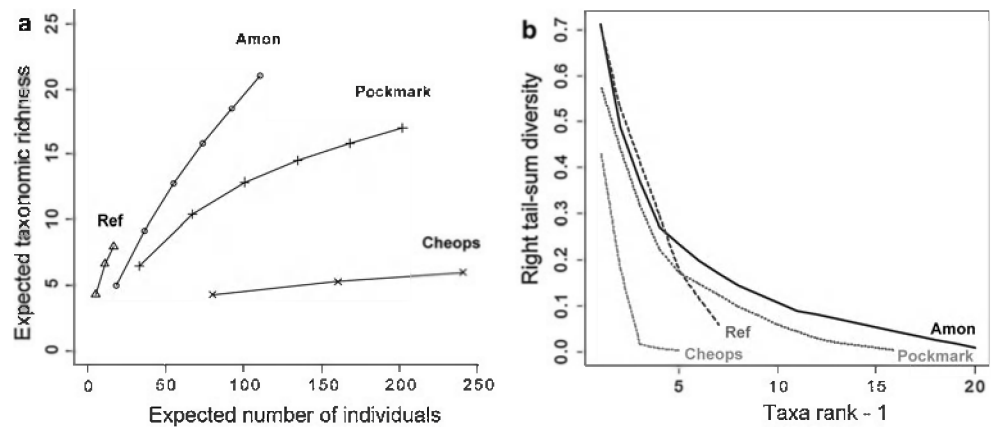 a
Expected taxonomic richness
25
20
15
10
5
0
Amon
Pockmark
Ref
Cheops
0 50 100 150 200 250
Expected number of individuals
b
Right tail-sum diversity
0.7
0.6
0.5
0.4
0.3
0.2
0.1
0.0
Ref
Amon
Cheops
Pockmark
5 10 15 20
Taxa rank - 1